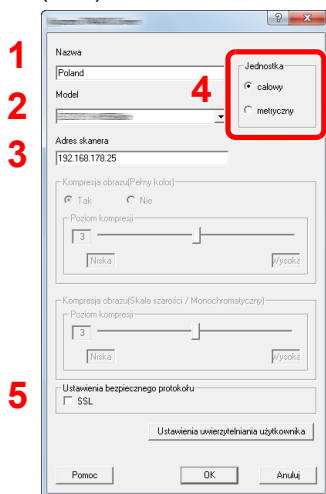 1
Nazwa
Poland
4
Jednostka
calowy
metryczny
2
Model
3
Adres skanera
192.168.178.25
Kompresja obrazu(Pełny kolor)
Tak
Nie
Poziom kompresji
3
Niska
Wysoka
Kompresja obrazu(Skala szarości / Monochromatyczny)
Poziom kompresji
3
Niska
Wysoka
5
Ustawienia bezpiecznego protokołu
SSL
Ustawienia uwierzytelniania użytkownika
Pomoc
OK
Anuluj